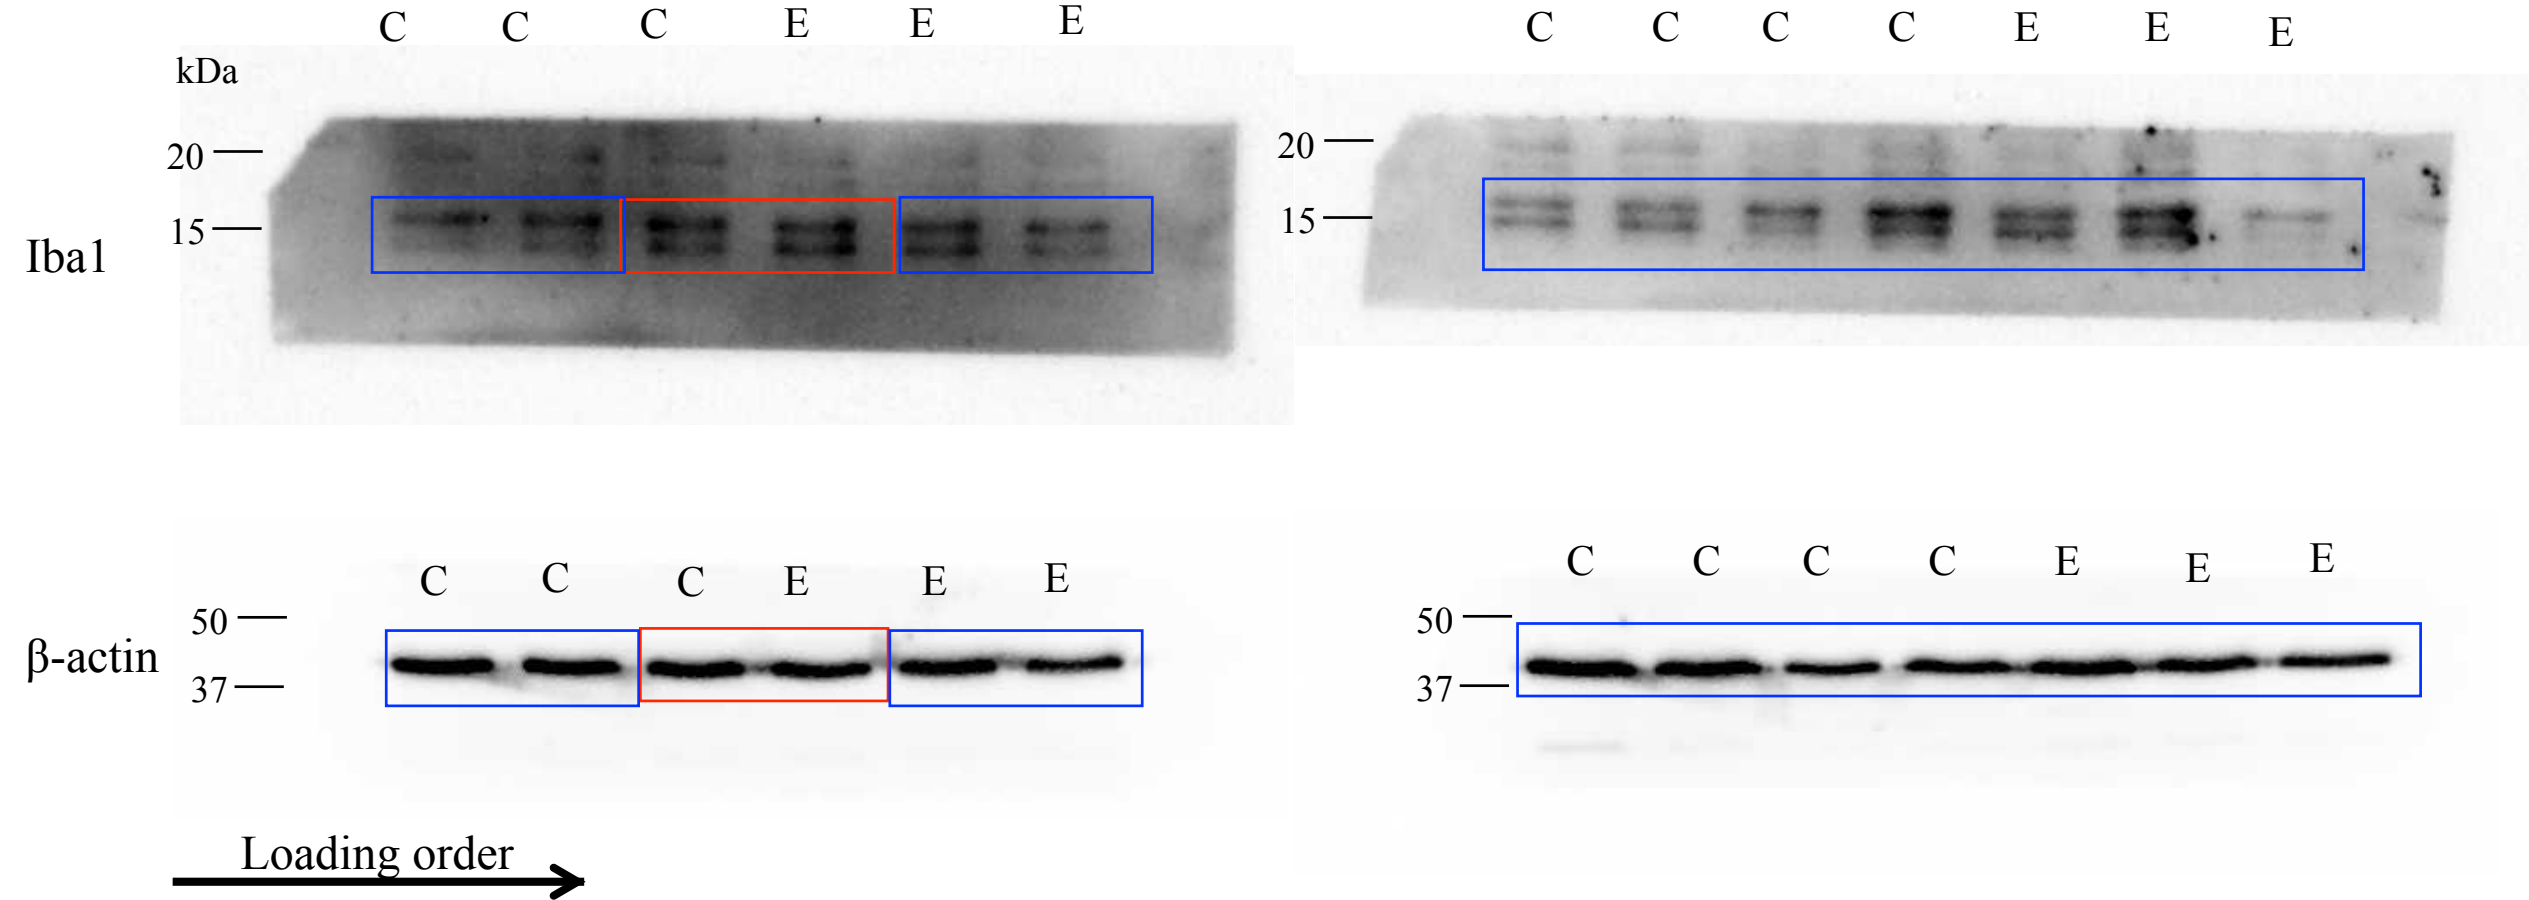 C C C E E E
C C C C E E E
kDa
20
15
20
15
Iba1
C C C E E E
C C C C E E E
50
37
50
37
β-actin
Loading order